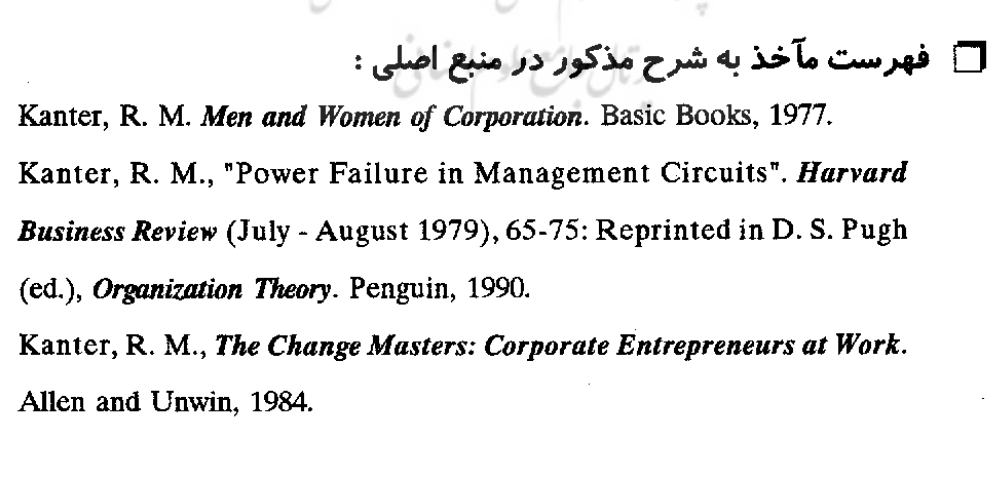 فهرست مآخذ به شرح مذکور در منبع اصلی :
Kanter, R. M. Men and Women of Corporation. Basic Books, 1977.
Kanter, R. M., "Power Failure in Management Circuits". Harvard
Business Review (July - August 1979), 65-75: Reprinted in D. S. Pugh
(ed.), Organization Theory. Penguin, 1990.
Kanter, R. M., The Change Masters: Corporate Entrepreneurs at Work.
Allen and Unwin, 1984.